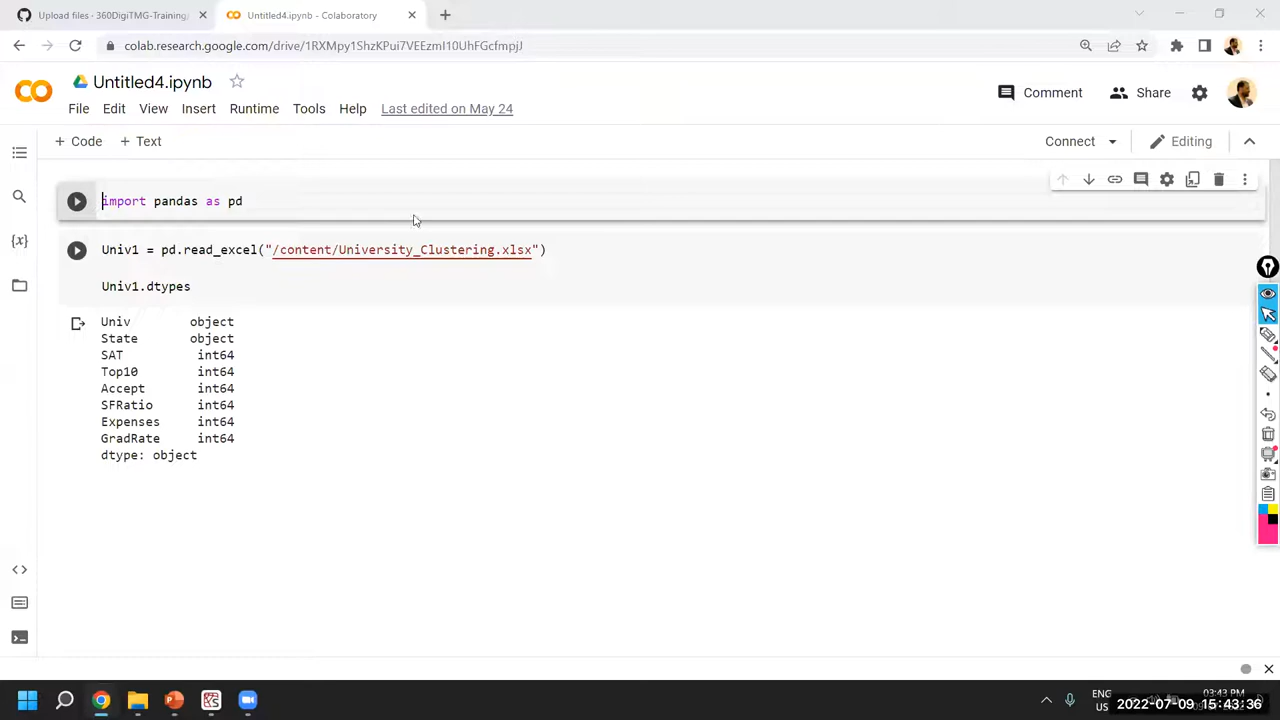 Upload files · 360DigiTMG-Training/
Untitled4.ipynb - Colaboratory
colab.research.google.com/drive/1RXMpy1ShzKPui7VEEzmI10UhFGcfmpjJ
Untitled4.ipynb
File Edit View Insert Runtime Tools Help Last edited on May 24
Comment Share
+ Code + Text
Connect Editing
import pandas as pd
Univ1 = pd.read_excel("/content/University_Clustering.xlsx")
Univ1.dtypes
Univ object
State object
SAT int64
Top10 int64
Accept int64
SFRatio int64
Expenses int64
GradRate int64
dtype: object
ENG
US
03:43 PM
2022-07-09 15:43:36